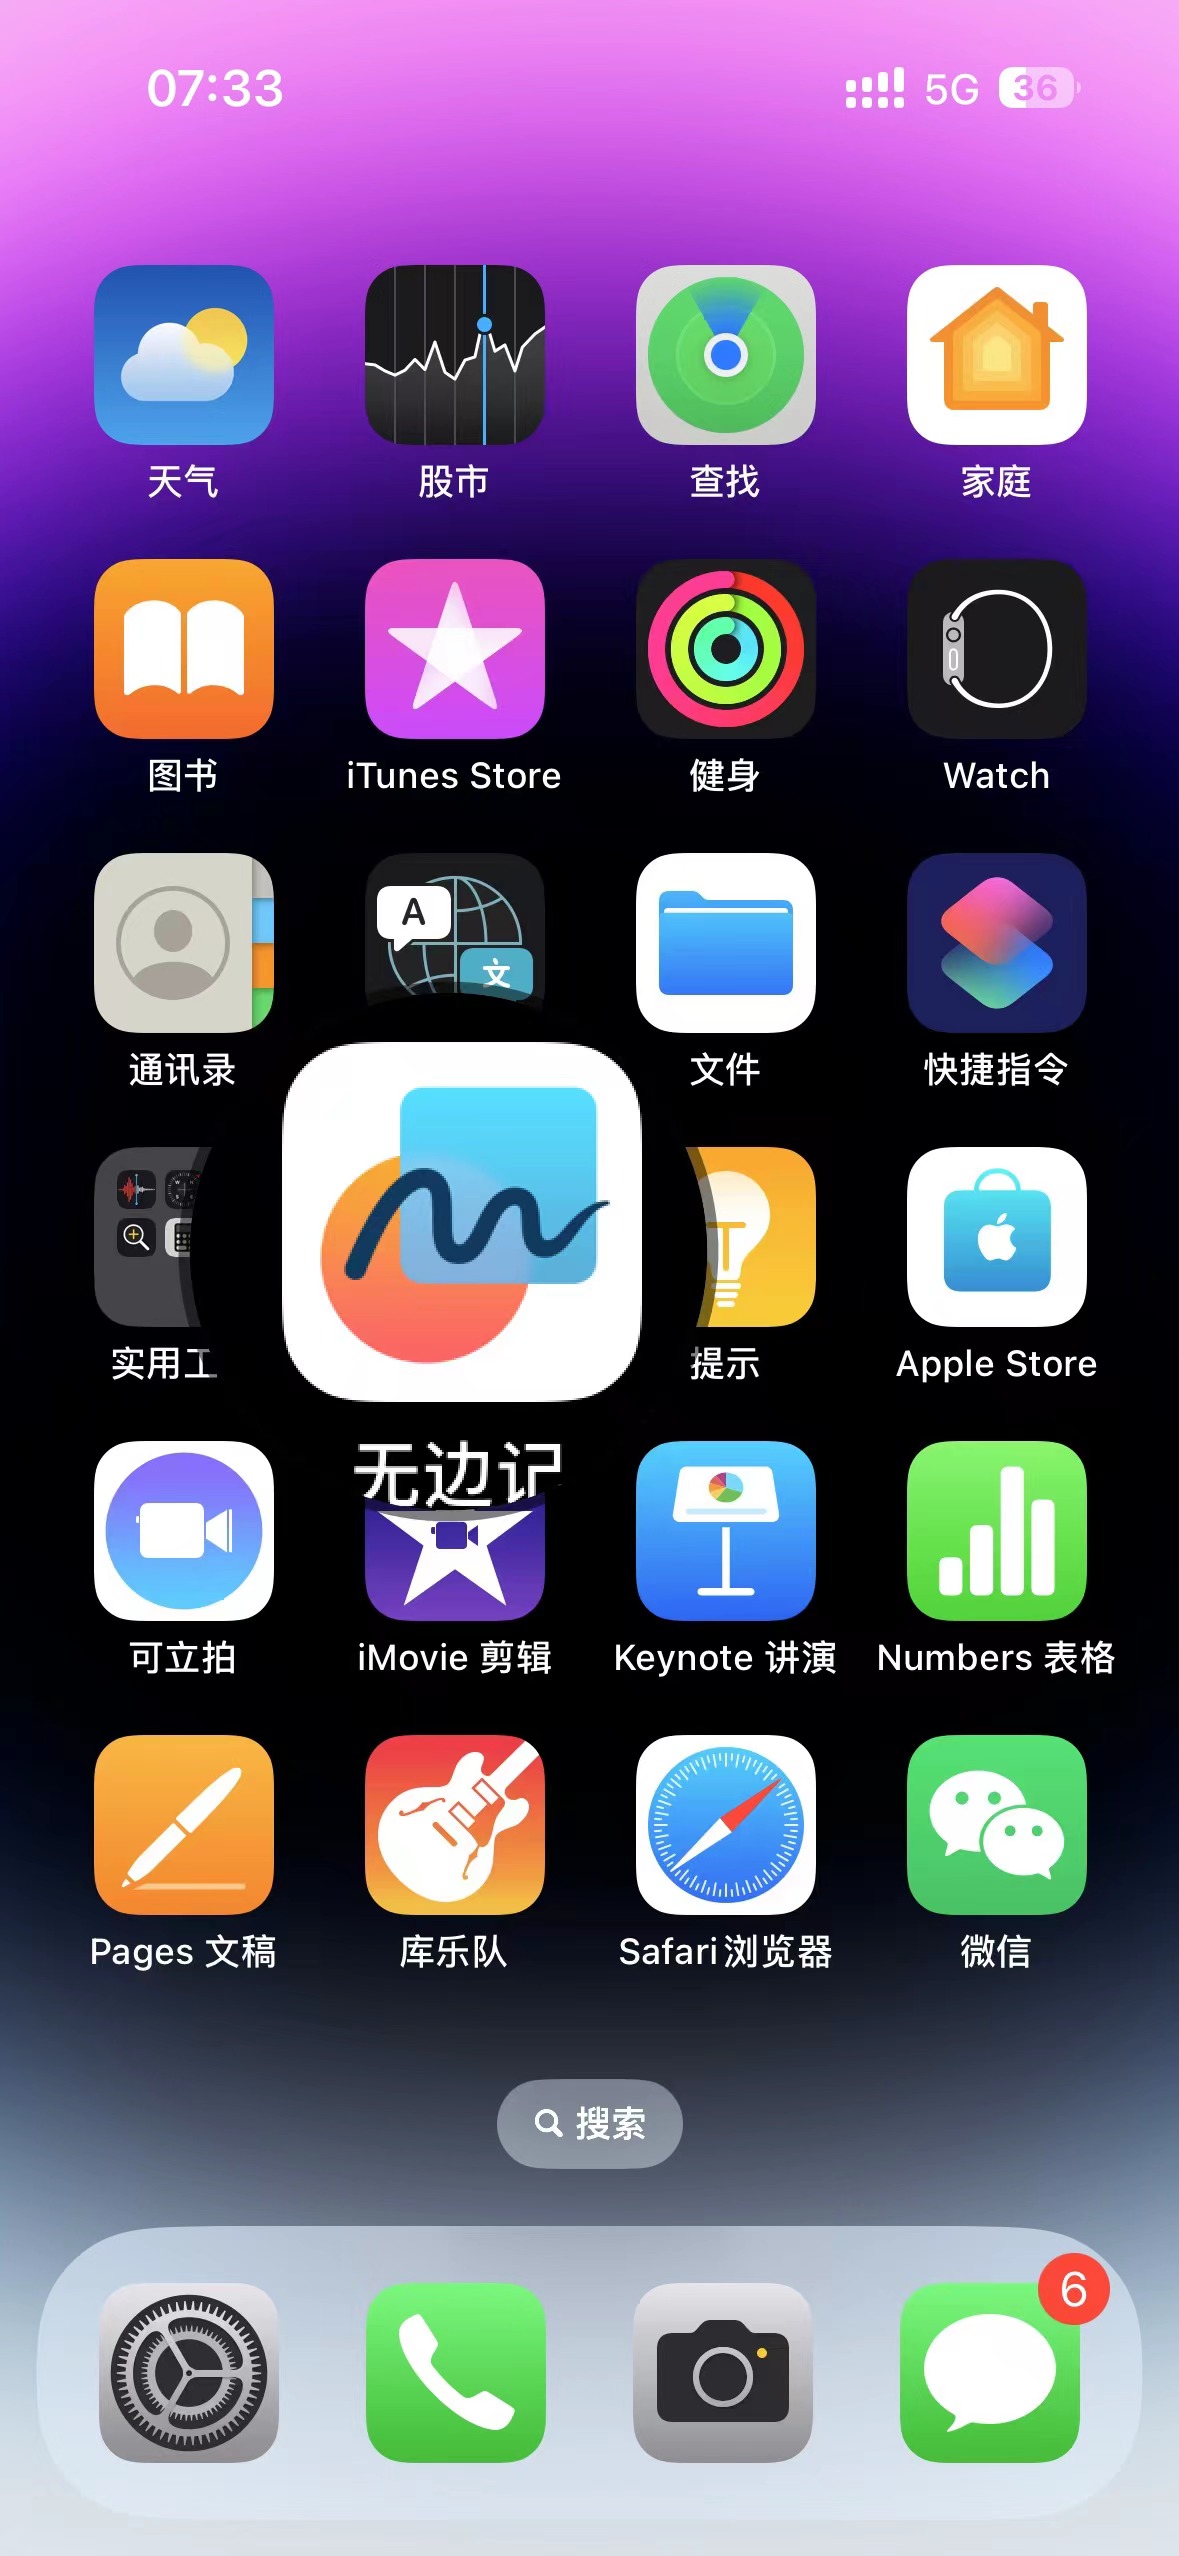 07:33
5G 36
天气
股市
查找
家庭
图书
iTunes Store
健身
Watch
A
文
通讯录
文件
快捷指令
实用工
无边记
提示
Apple Store
可立拍
iMovie 剪辑
Keynote 讲演
Numbers 表格
Pages 文稿
库乐队
Safari 浏览器
微信
搜索
6